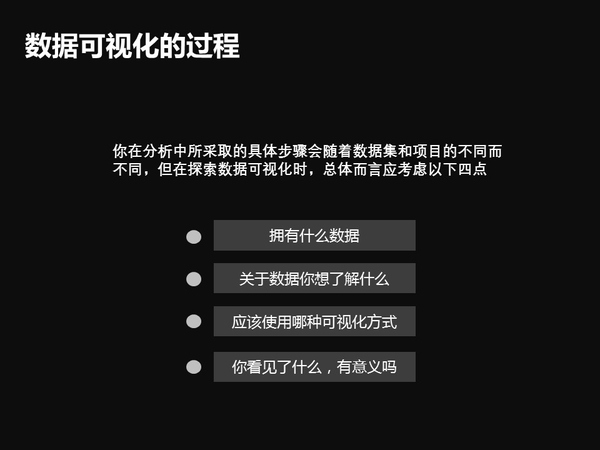 数据可视化的过程
你在分析中所采取的具体步骤会随着数据集和项目的不同而
不同，但在探索数据可视化时，总体而言应考虑以下四点
拥有什么数据
关于数据你想了解什么
应该使用哪种可视化方式
你看见了什么，有意义吗